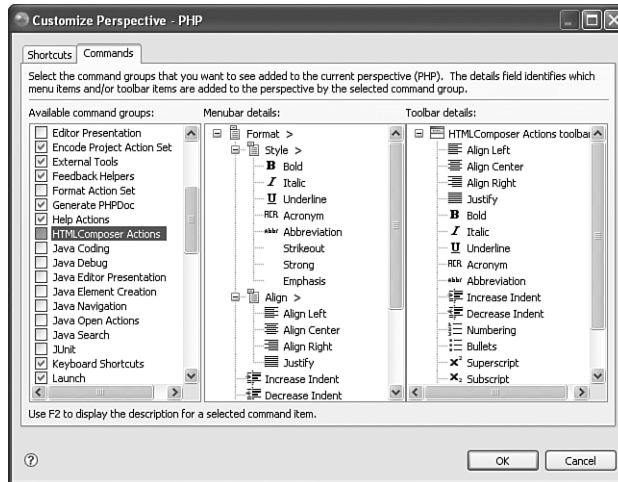 Customize Perspective - PHP
Shortcuts
Commands
Select the command groups that you want to see added to the current perspective (PHP). The details field identifies which
menu items and/or toolbar items are added to the perspective by the selected command group.
Available command groups:
Editor Presentation
Encode Project Action Set
External Tools
Feedback Helpers
Format Action Set
Generate PHPDoc
Help Actions
HTMLComposer Actions
Java Coding
Java Debug
Java Editor Presentation
Java Element Creation
Java Navigation
Java Open Actions
Java Search
JUnit
Keyboard Shortcuts
Launch
Menubar details:
Format >
Style >
B Bold
I Italic
U Underline
ACR Acronym
abbr Abbreviation
Strikeout
Strong
Emphasis
Align >
Align Left
Align Center
Align Right
Justify
Increase Indent
Decrease Indent
Toolbar details:
HTMLComposer Actions toolba
Align Left
Align Center
Align Right
Justify
B Bold
I Italic
U Underline
ACR Acronym
abbr Abbreviation
Increase Indent
Decrease Indent
Numbering
Bullets
x² Superscript
x₂ Subscript
Use F2 to display the description for a selected command item.
?
OK
Cancel